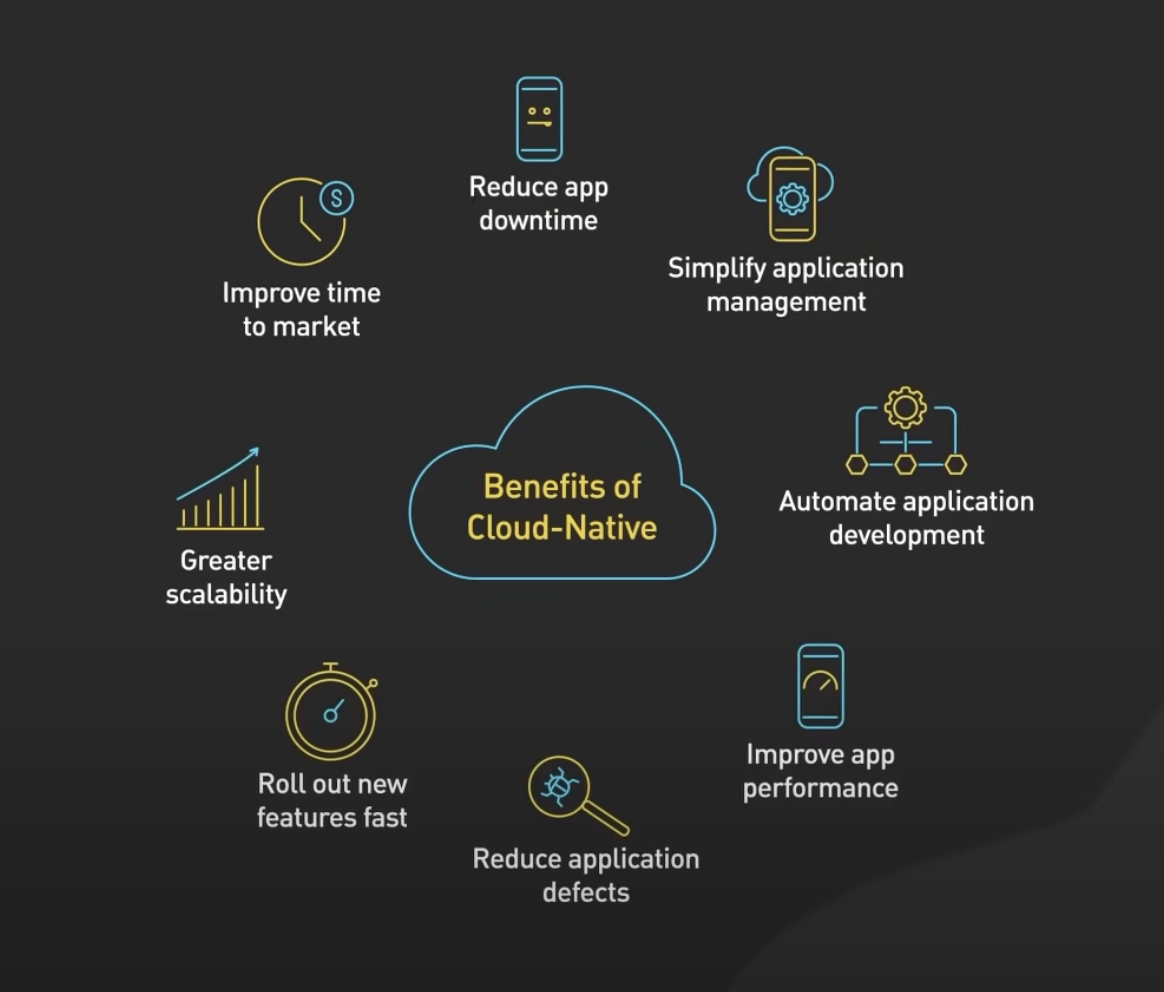 Reduce app
downtime
Simplify application
management
S
Improve time
to market
Automate application
development
Benefits of
Cloud-Native
Greater
scalability
Improve app
performance
Roll out new
features fast
Reduce application
defects